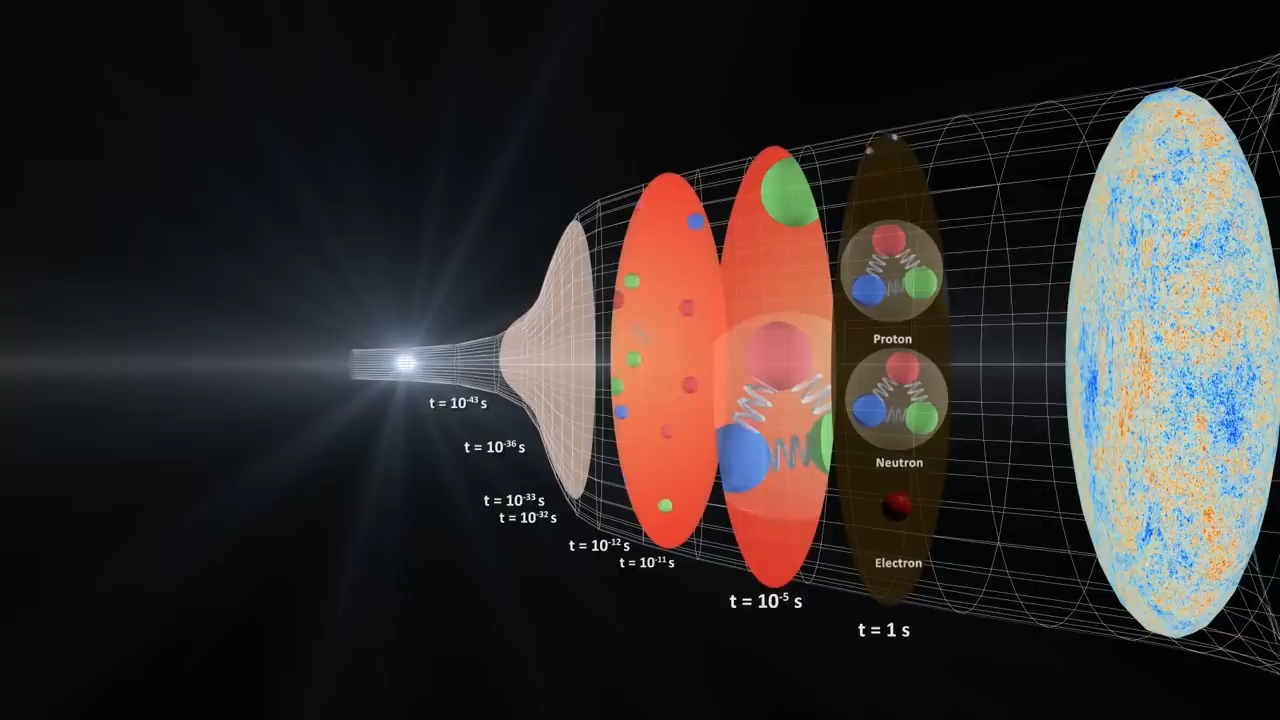 t = 10⁻⁴³ s
t = 10⁻³⁶ s
t = 10⁻³³ s
t = 10⁻³² s
t = 10⁻¹² s
t = 10⁻¹¹ s
t = 10⁻⁵ s
Proton
Neutron
Electron
t = 1 s